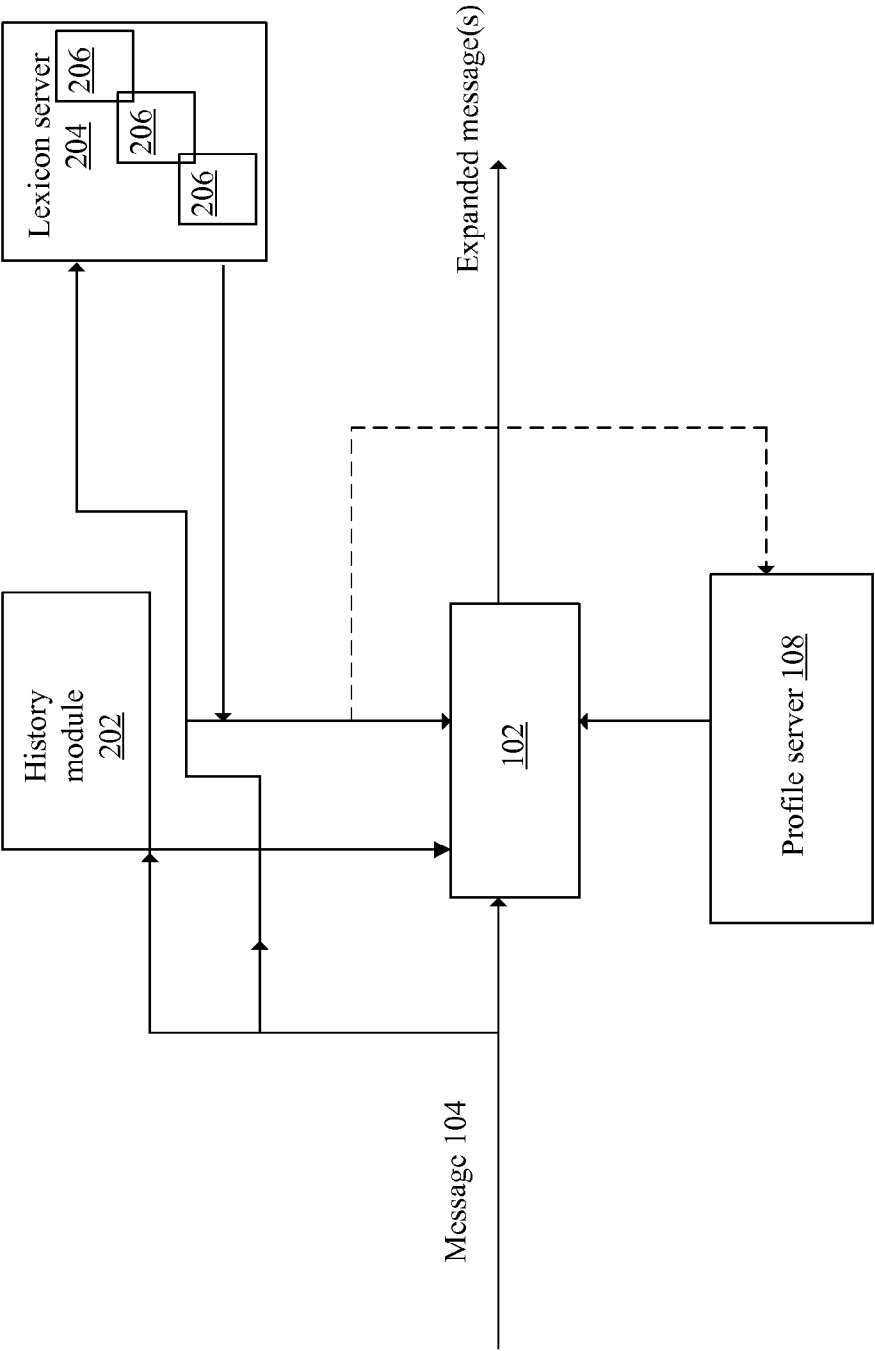 Lexicon server
204
206
206
206
History
module
202
Expanded message(s)
102
Message 104
Profile server 108